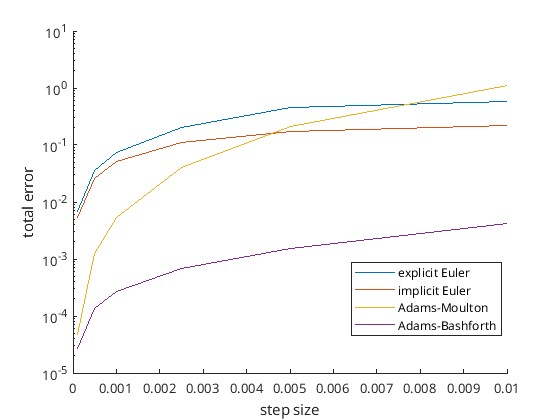 10^1
10^0
10^-1
10^-2
10^-3
10^-4
10^-5
total error
explicit Euler
implicit Euler
Adams-Moulton
Adams-Bashforth
0 0.001 0.002 0.003 0.004 0.005 0.006 0.007 0.008 0.009 0.01
step size